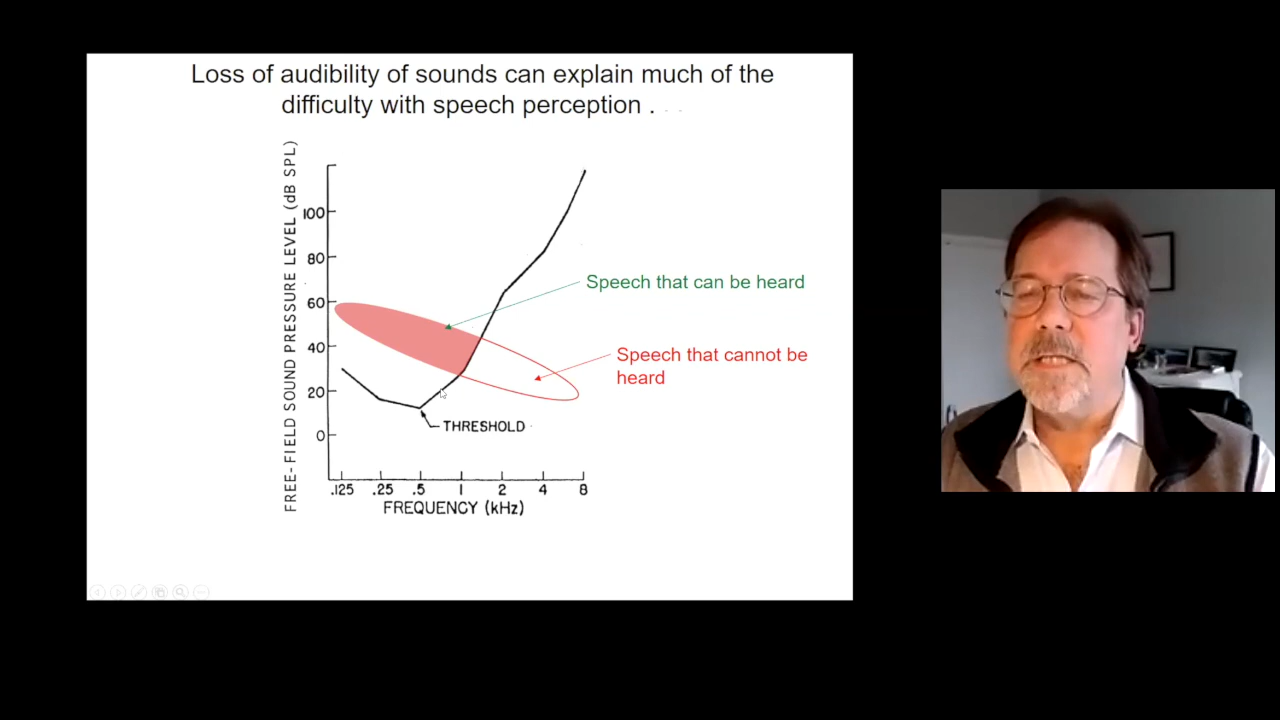 Loss of audibility of sounds can explain much of the
difficulty with speech perception . . .
FREE-FIELD SOUND PRESSURE LEVEL (dB SPL)
100
80
60
40
20
0
Speech that can be heard
Speech that cannot be
heard
THRESHOLD
.125 .25 .5 1 2 4 8
FREQUENCY (kHz)